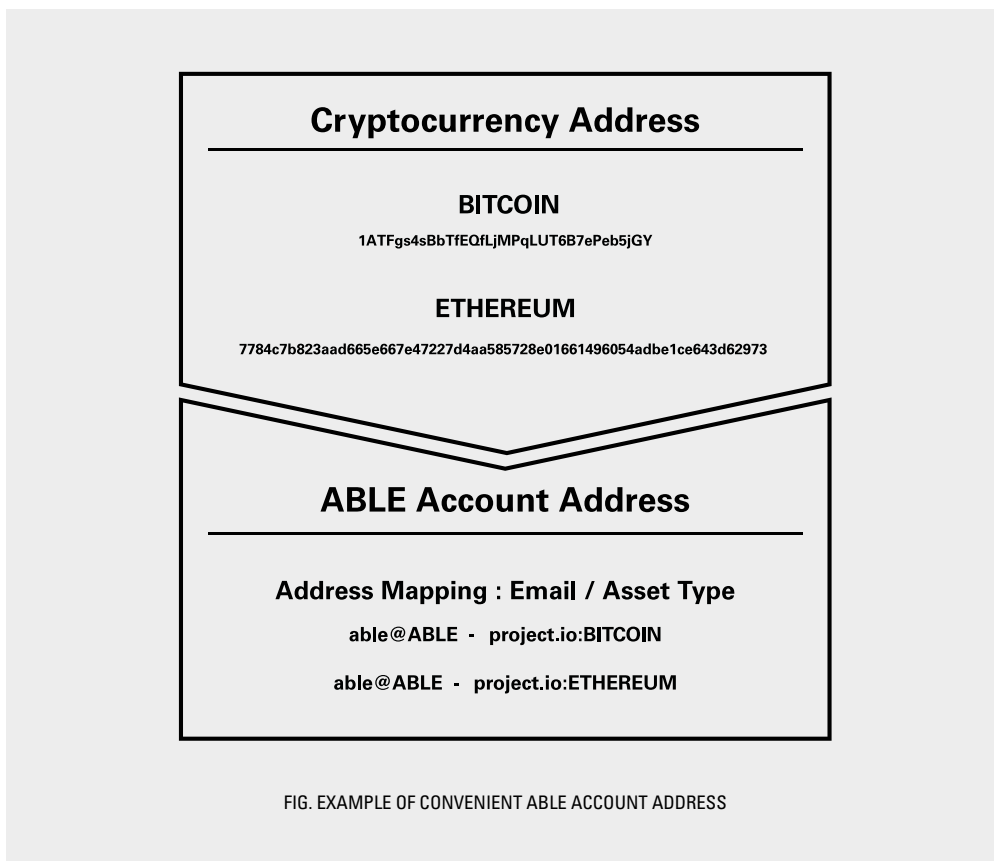 Cryptocurrency Address
BITCOIN
1ATFgs4sBbTfEQfLjMPqLUT6B7ePeb5jGY
ETHEREUM
7784c7b823aad665e667e47227d4aa585728e01661496054adbe1ce643d62973
ABLE Account Address
Address Mapping : Email / Asset Type
able@ABLE - project.io:BITCOIN
able@ABLE - project.io:ETHEREUM
FIG. EXAMPLE OF CONVENIENT ABLE ACCOUNT ADDRESS